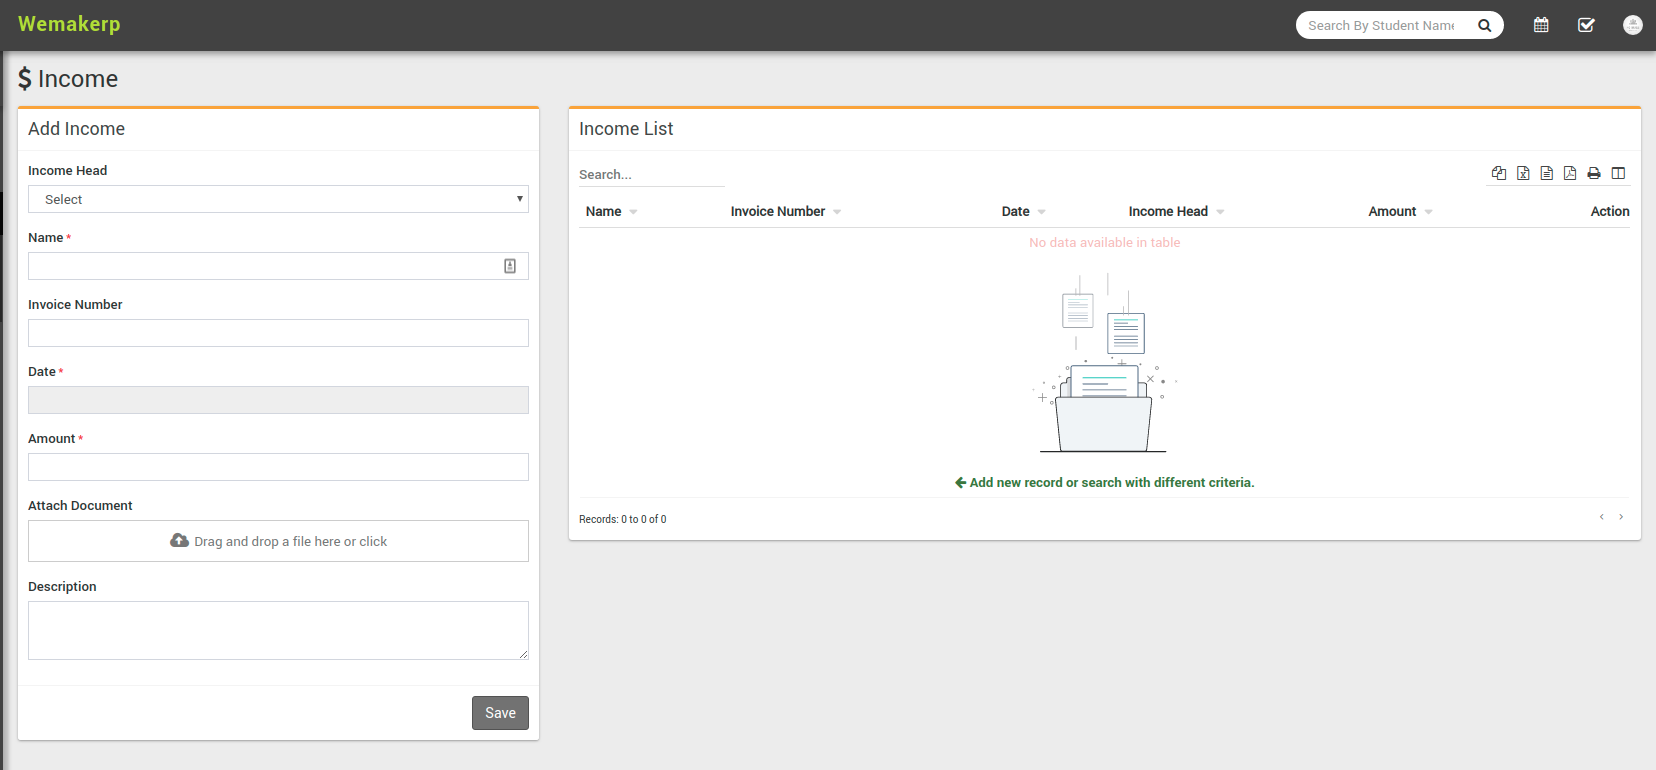 Wemakerp
Search By Student Name
$ Income
Add Income
Income Head
Select
Name *
Invoice Number
Date *
Amount *
Attach Document
Drag and drop a file here or click
Description
Save
Income List
Search...
Name Invoice Number Date Income Head Amount Action
No data available in table
Add new record or search with different criteria.
Records: 0 to 0 of 0